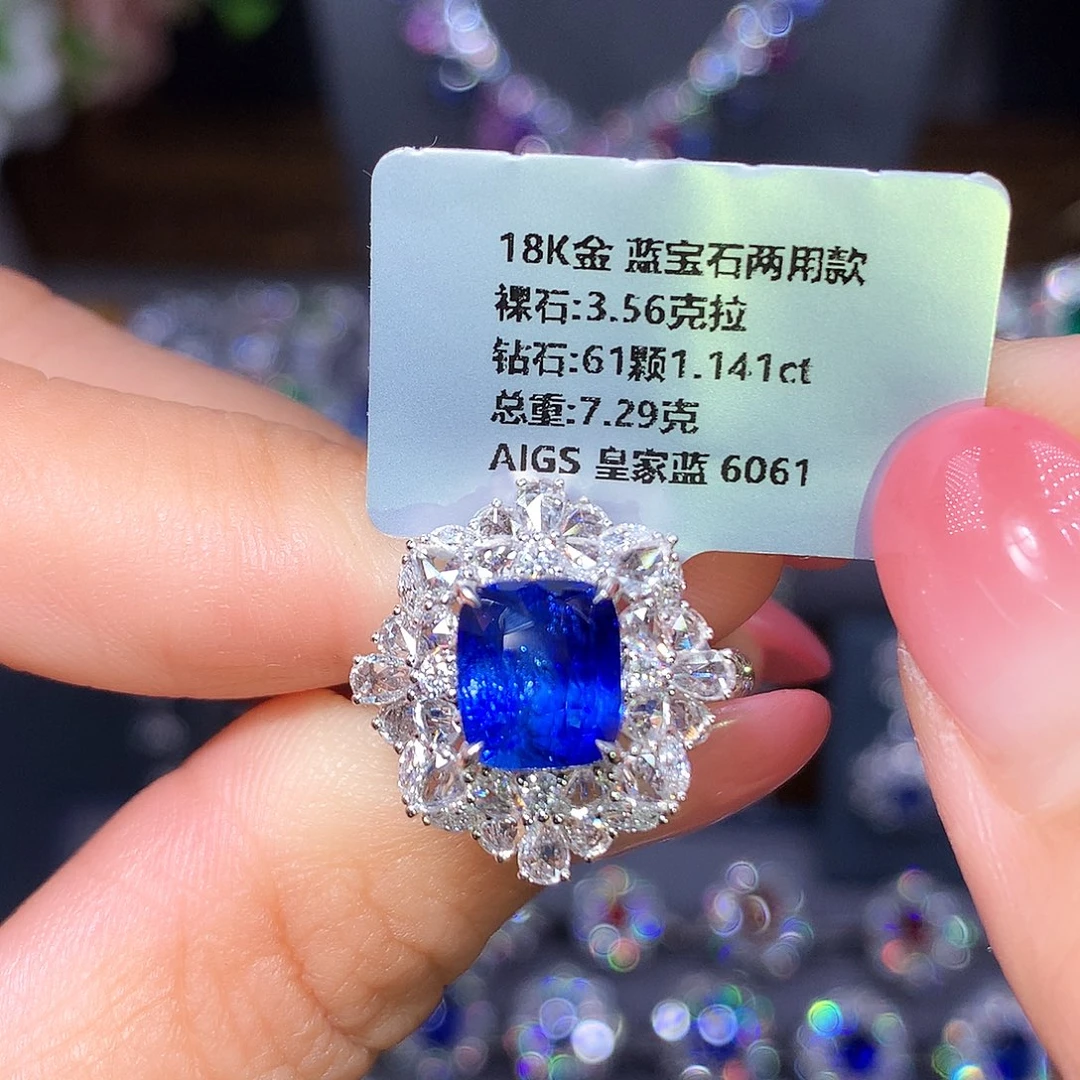 18K金 蓝宝石两用款
裸石:3.56克拉
钻石:61颗1.141ct
总重:7.29克
AIGS 皇家蓝 6061